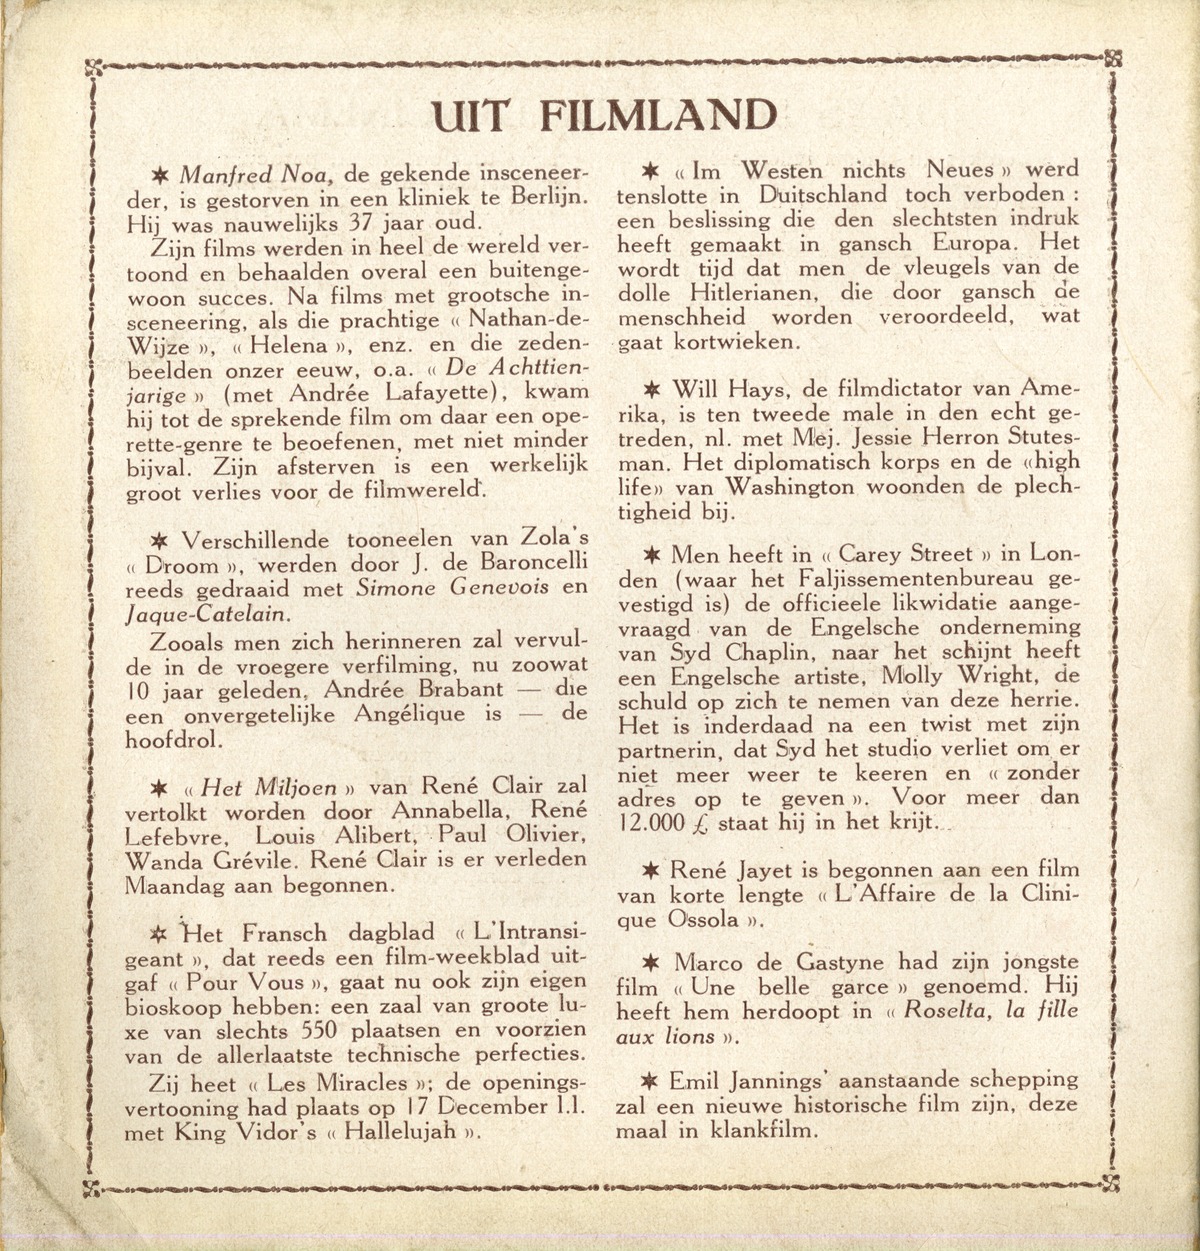 UIT FILMLAND
✶ Manfred Noa, de gekende insceneer-
der, is gestorven in een kliniek te Berlijn.
Hij was nauwelijks 37 jaar oud.
Zijn films werden in heel de wereld ver-
toond en behaalden overal een buitenge-
woon succes. Na films met grootsche in-
sceneering, als die prachtige « Nathan-de-
Wijze », « Helena », enz. en die zeden-
beelden onzer eeuw, o.a. « De Achttien-
jarige » (met Andrée Lafayette), kwam
hij tot de sprekende film om daar een ope-
rette-genre te beoefenen, met niet minder
bijval. Zijn afsterven is een werkelijk
groot verlies voor de filmwereld.
✶ Verschillende tooneelen van Zola's
« Droom », werden door J. de Baroncelli
reeds gedraaid met Simone Genevois en
Jaque-Catelain.
Zooals men zich herinneren zal vervul-
de in de vroegere verfilming, nu zoowat
10 jaar geleden, Andrée Brabant — die
een onvergetelijke Angélique is — de
hoofdrol.
✶ « Het Miljoen » van René Clair zal
vertolkt worden door Annabella, René
Lefebvre, Louis Alibert, Paul Olivier,
Wanda Grévile. René Clair is er verleden
Maandag aan begonnen.
✶ Het Fransch dagblad « L'Intransi-
geant », dat reeds een film-weekblad uit-
gaf « Pour Vous », gaat nu ook zijn eigen
bioskoop hebben: een zaal van groote lu-
xe van slechts 550 plaatsen en voorzien
van de allerlaatste technische perfecties.
Zij heet « Les Miracles »; de openings-
vertooning had plaats op 17 December l.l.
met King Vidor's « Hallelujah ».
✶ « Im Westen nichts Neues » werd
tenslotte in Duitschland toch verboden :
een beslissing die den slechtsten indruk
heeft gemaakt in gansch Europa. Het
wordt tijd dat men de vleugels van de
dolle Hitlerianen, die door gansch de
menschheid worden veroordeeld, wat
gaat kortwieken.
✶ Will Hays, de filmdictator van Ame-
rika, is ten tweede male in den echt ge-
treden, nl. met Mej. Jessie Herron Stutes-
man. Het diplomatisch korps en de «high
life» van Washington woonden de plech-
tigheid bij.
✶ Men heeft in « Carey Street » in Lon-
den (waar het Faljissementenbureau ge-
vestigd is) de officieele likwidatie aange-
vraagd van de Engelsche onderneming
van Syd Chaplin, naar het schijnt heeft
een Engelsche artiste, Molly Wright, de
schuld op zich te nemen van deze herrie.
Het is inderdaad na een twist met zijn
partnerin, dat Syd het studio verliet om er
niet meer weer te keeren en « zonder
adres op te geven ». Voor meer dan
12.000 £ staat hij in het krijt.
✶ René Jayet is begonnen aan een film
van korte lengte « L'Affaire de la Clini-
que Ossola ».
✶ Marco de Gastyne had zijn jongste
film « Une belle garce » genoemd. Hij
heeft hem herdoopt in « Roselta, la fille
aux lions ».
✶ Emil Jannings' aanstaande schepping
zal een nieuwe historische film zijn, deze
maal in klankfilm.